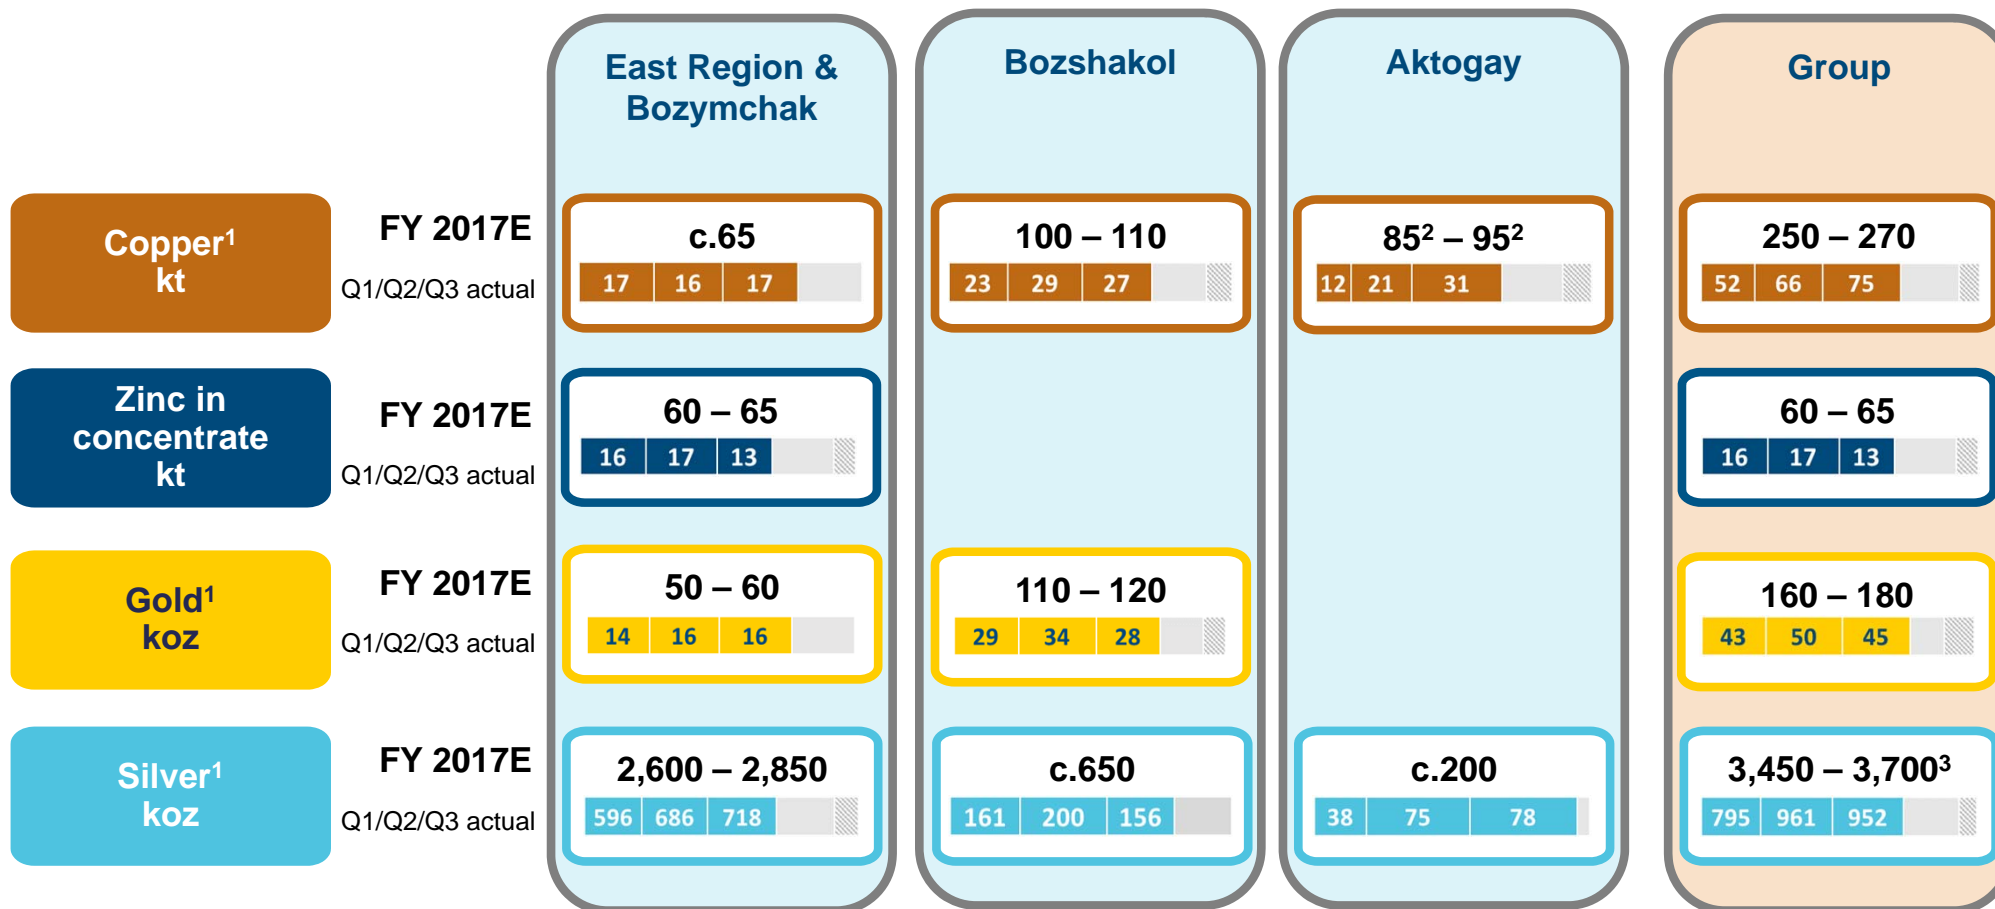 East Region &
Bozymchak
Bozshakol
Aktogay
Group
Copper¹
kt
FY 2017E
Q1/Q2/Q3 actual
c.65
17 16 17
100 – 110
23 29 27
85² – 95²
12 21 31
250 – 270
52 66 75
Zinc in
concentrate
kt
FY 2017E
Q1/Q2/Q3 actual
60 – 65
16 17 13
60 – 65
16 17 13
Gold¹
koz
FY 2017E
Q1/Q2/Q3 actual
50 – 60
14 16 16
110 – 120
29 34 28
160 – 180
43 50 45
Silver¹
koz
FY 2017E
Q1/Q2/Q3 actual
2,600 – 2,850
596 686 718
c.650
161 200 156
c.200
38 75 78
3,450 – 3,700³
795 961 952